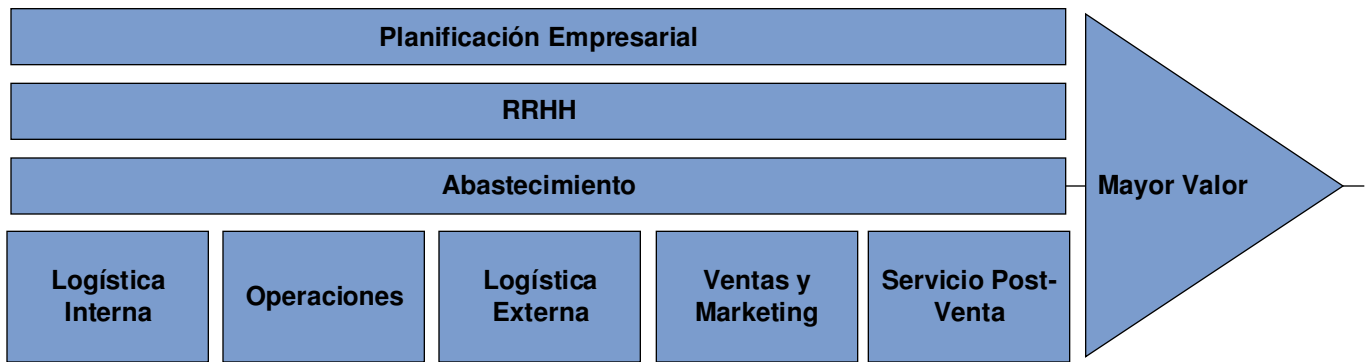 Planificación Empresarial
RRHH
Abastecimiento
Mayor Valor
Logística
Interna
Operaciones
Logística
Externa
Ventas y
Marketing
Servicio Post-
Venta